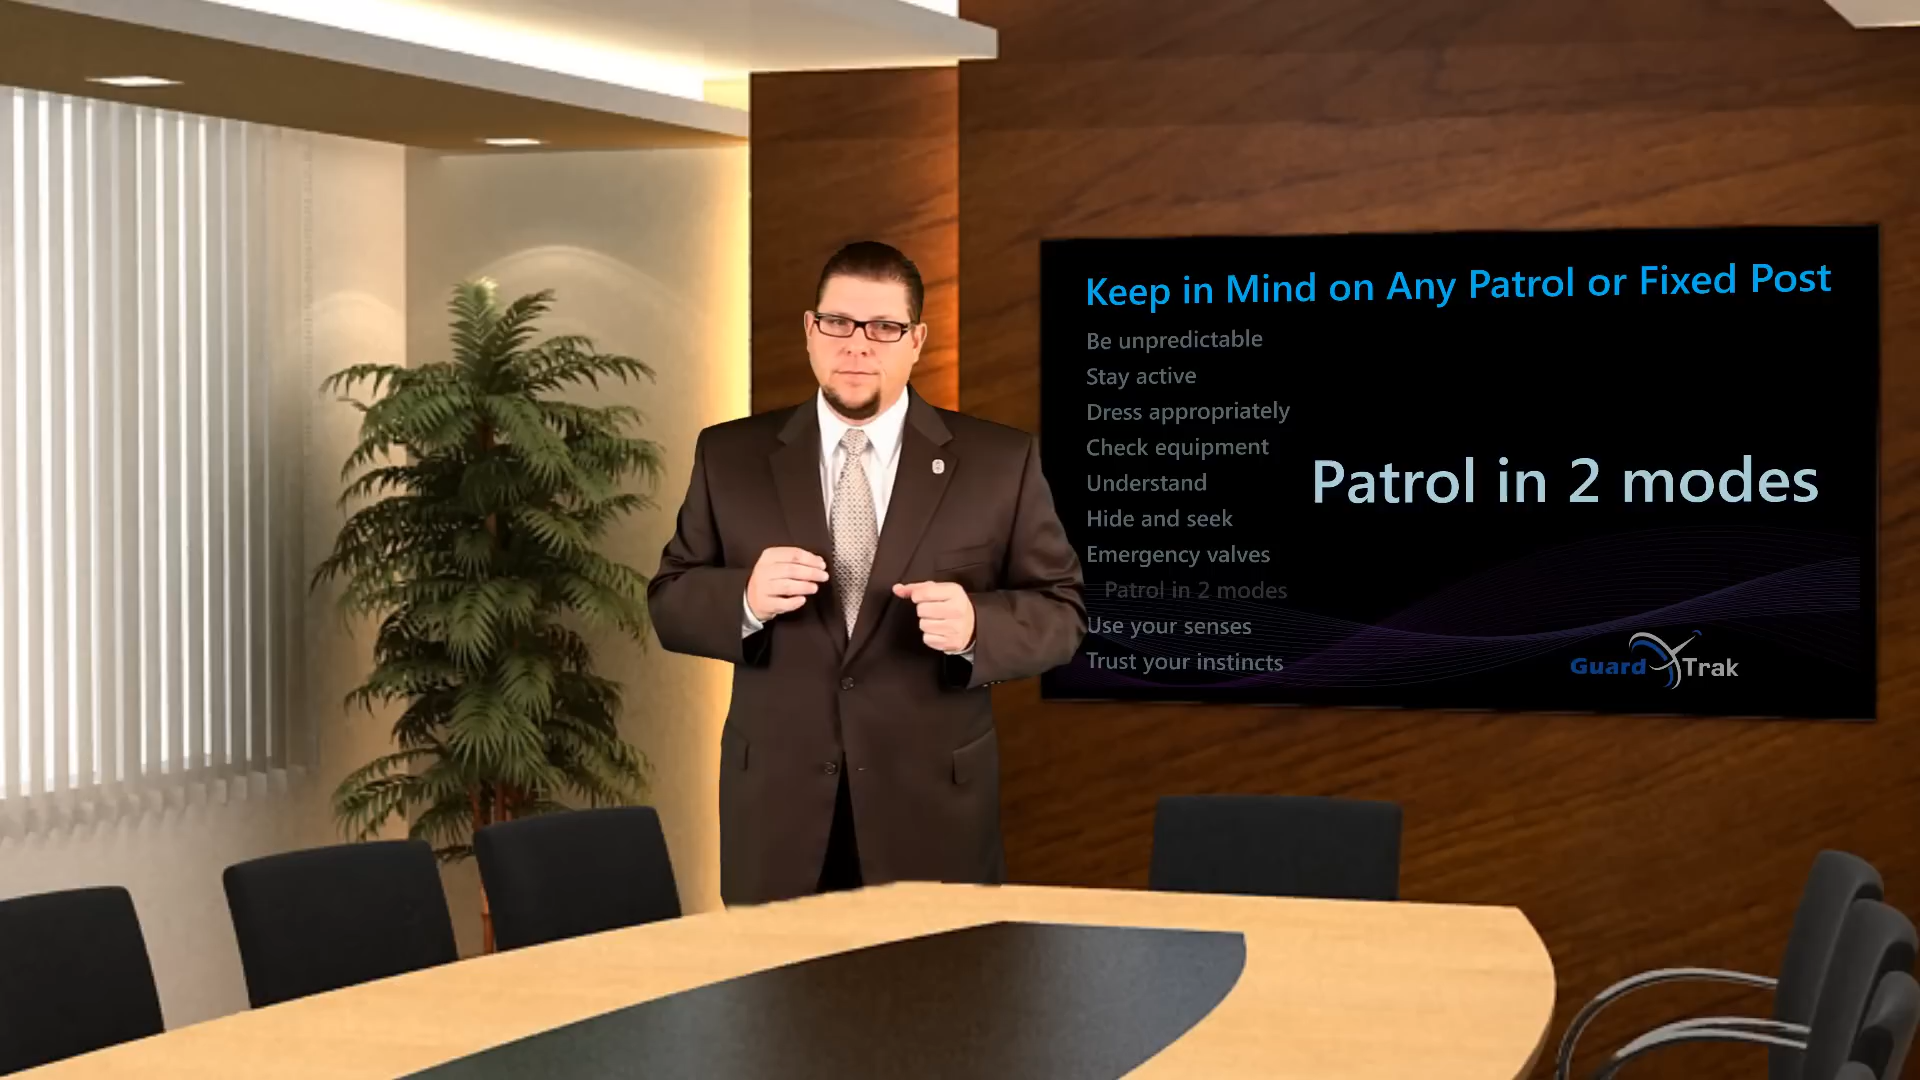 Keep in Mind on Any Patrol or Fixed Post
Be unpredictable
Stay active
Dress appropriately
Check equipment
Understand
Hide and seek
Emergency valves
Patrol in 2 modes
Use your senses
Trust your instincts
Patrol in 2 modes
Guard Trak